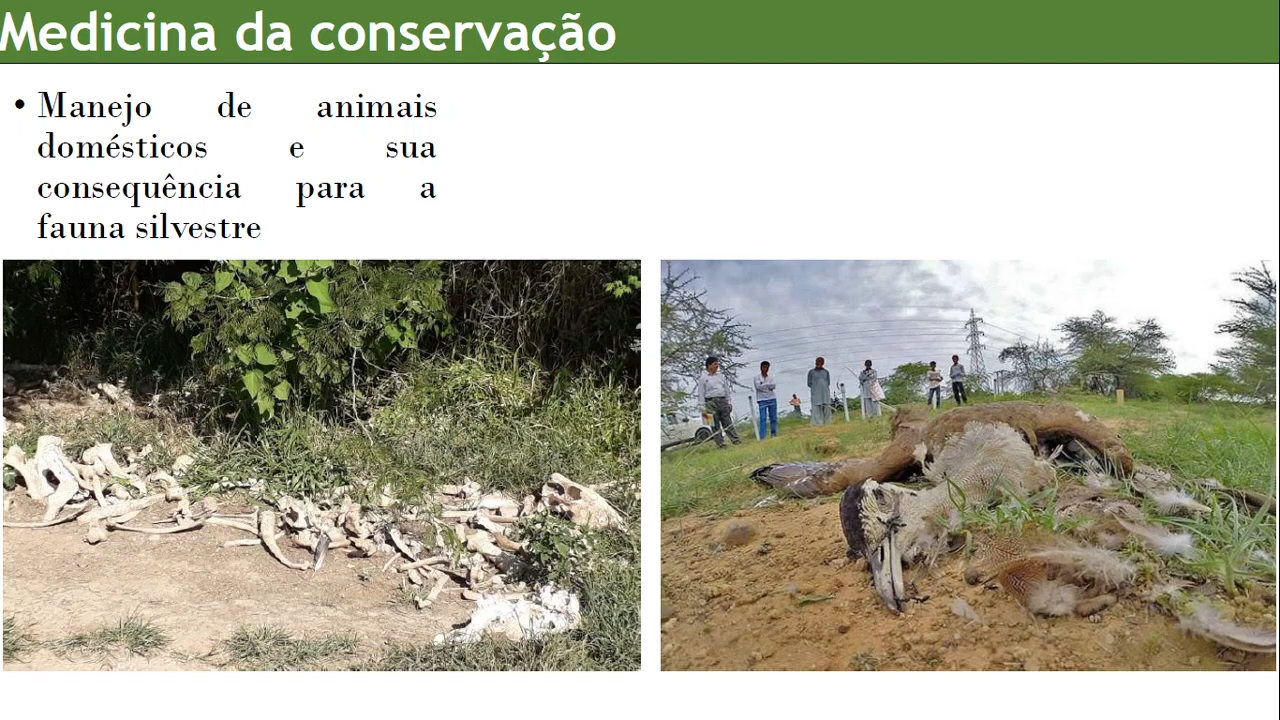 Medicina da conservação
• Manejo de animais
domésticos e sua
consequência para a
fauna silvestre